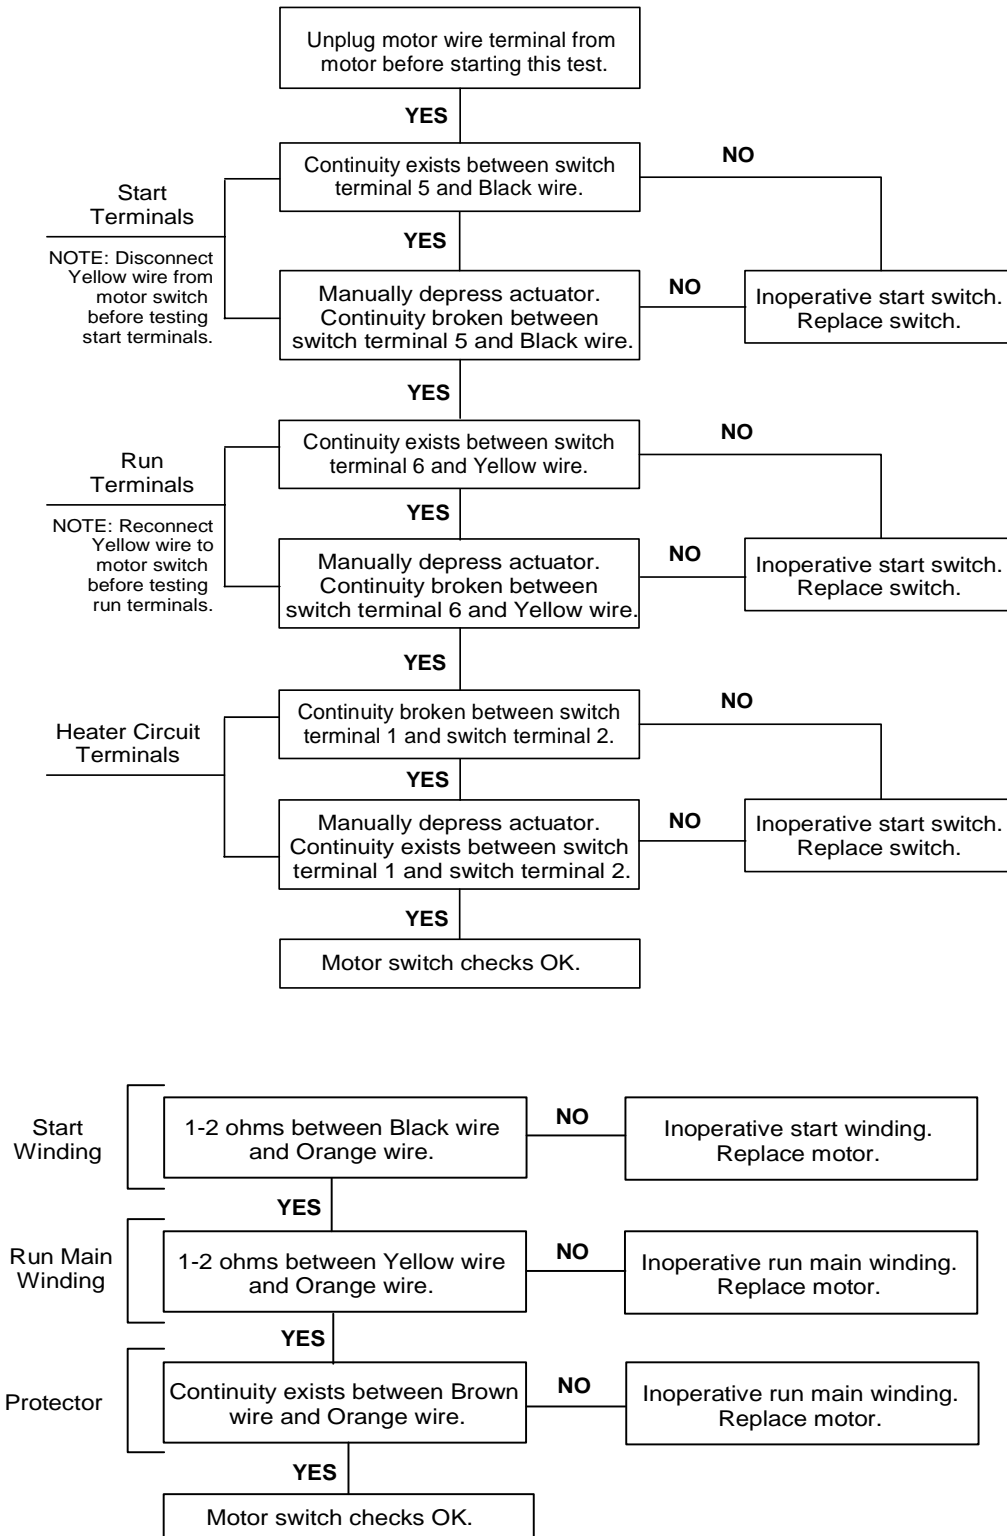 Unplug motor wire terminal from
motor before starting this test.
YES
Continuity exists between switch
terminal 5 and Black wire.
NO
Start
Terminals
NOTE: Disconnect
Yellow wire from
motor switch
before testing
start terminals.
YES
Manually depress actuator.
Continuity broken between
switch terminal 5 and Black wire.
NO
Inoperative start switch.
Replace switch.
YES
Continuity exists between switch
terminal 6 and Yellow wire.
NO
Run
Terminals
NOTE: Reconnect
Yellow wire to
motor switch
before testing
run terminals.
YES
Manually depress actuator.
Continuity broken between
switch terminal 6 and Yellow wire.
NO
Inoperative start switch.
Replace switch.
YES
Continuity broken between switch
terminal 1 and switch terminal 2.
NO
Heater Circuit
Terminals
YES
Manually depress actuator.
Continuity exists between switch
terminal 1 and switch terminal 2.
NO
Inoperative start switch.
Replace switch.
YES
Motor switch checks OK.
Start
Winding
1-2 ohms between Black wire
and Orange wire.
NO
Inoperative start winding.
Replace motor.
YES
Run Main
Winding
1-2 ohms between Yellow wire
and Orange wire.
NO
Inoperative run main winding.
Replace motor.
YES
Protector
Continuity exists between Brown
wire and Orange wire.
NO
Inoperative run main winding.
Replace motor.
YES
Motor switch checks OK.